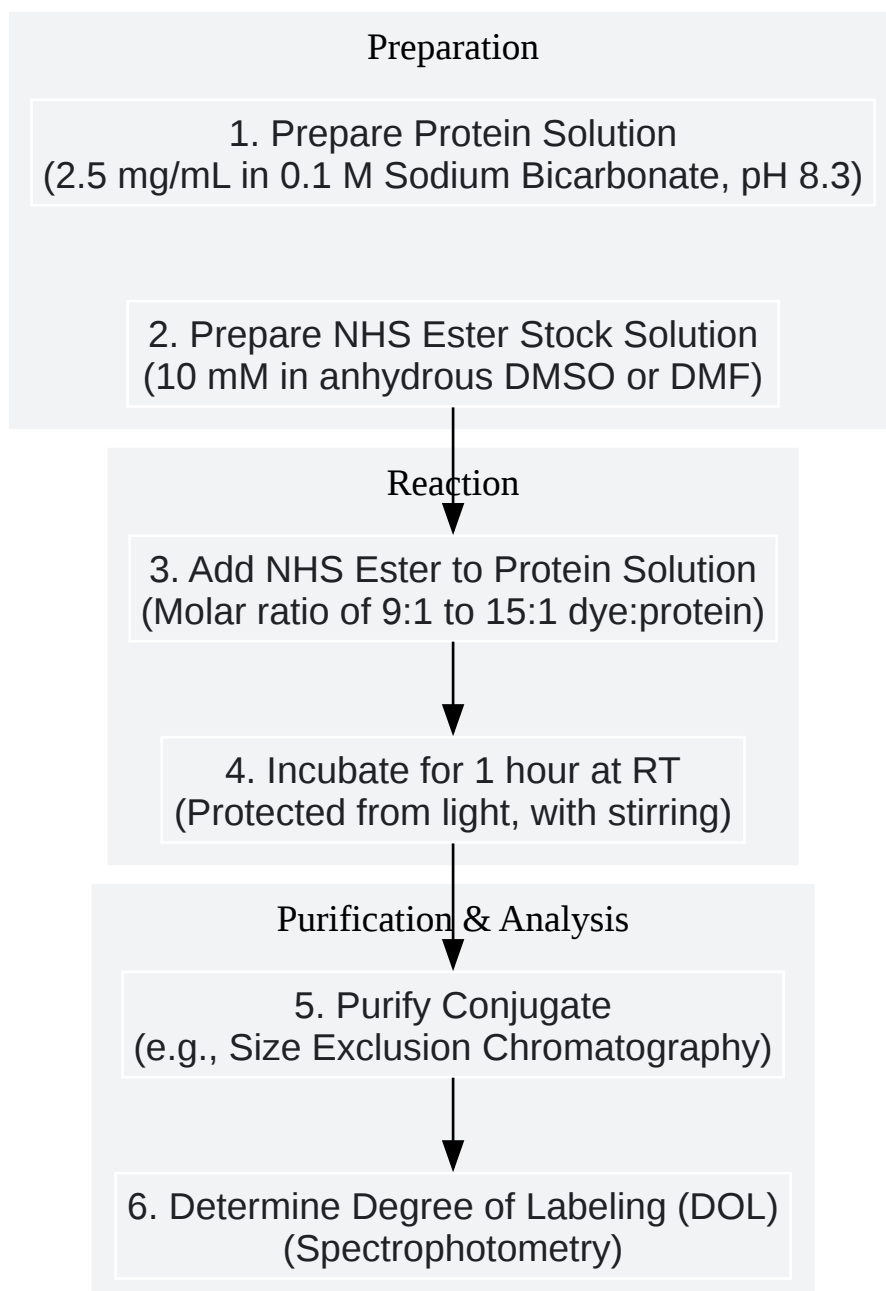 Preparation
1. Prepare Protein Solution
(2.5 mg/mL in 0.1 M Sodium Bicarbonate, pH 8.3)
2. Prepare NHS Ester Stock Solution
(10 mM in anhydrous DMSO or DMF)
Reaction
3. Add NHS Ester to Protein Solution
(Molar ratio of 9:1 to 15:1 dye:protein)
4. Incubate for 1 hour at RT
(Protected from light, with stirring)
Purification & Analysis
5. Purify Conjugate
(e.g., Size Exclusion Chromatography)
6. Determine Degree of Labeling (DOL)
(Spectrophotometry)